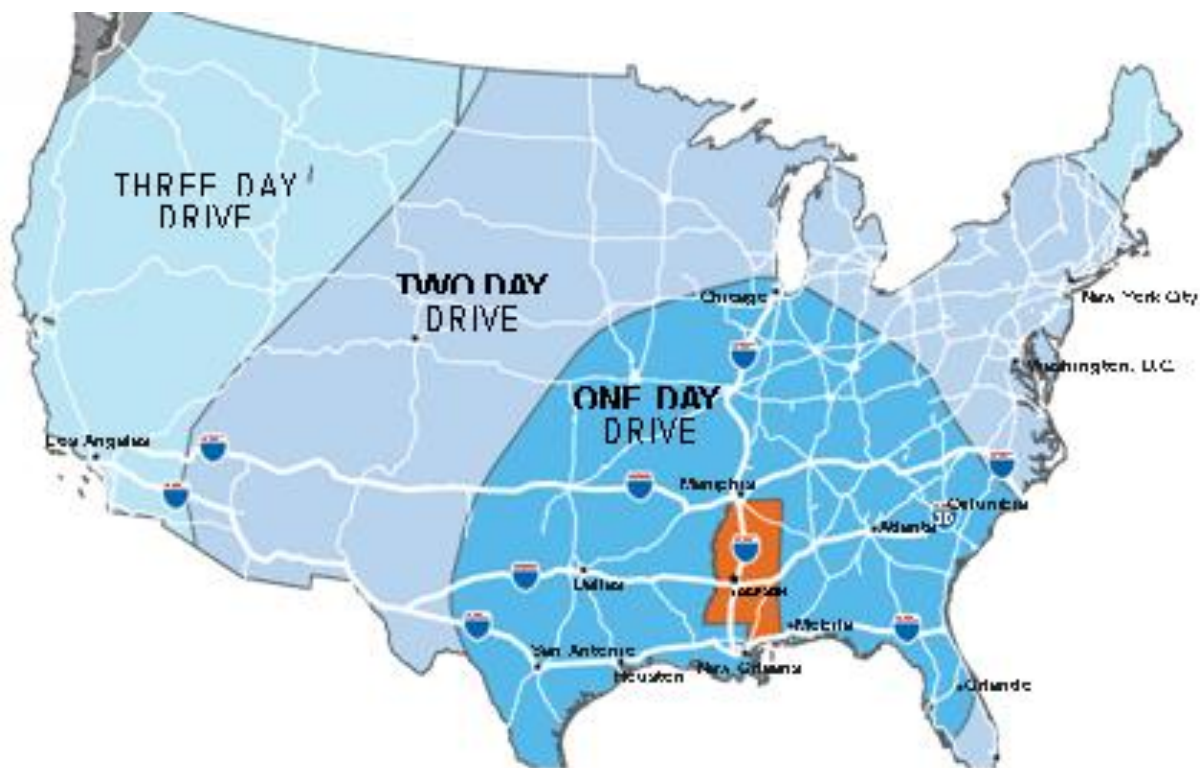 THREE DAY
DRIVE
TWO DAY
DRIVE
Chicago
New York City
Washington, D.C.
ONE DAY
DRIVE
Los Angeles
Memphis
Columbia
Atlanta
Dallas
Jackson
Mobile
San Antonio
New Orleans
Houston
Orlando